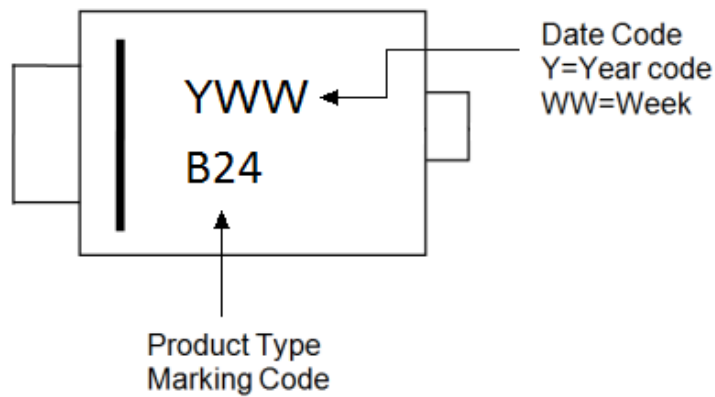 YWW
B24
Date Code
Y=Year code
WW=Week
Product Type
Marking Code